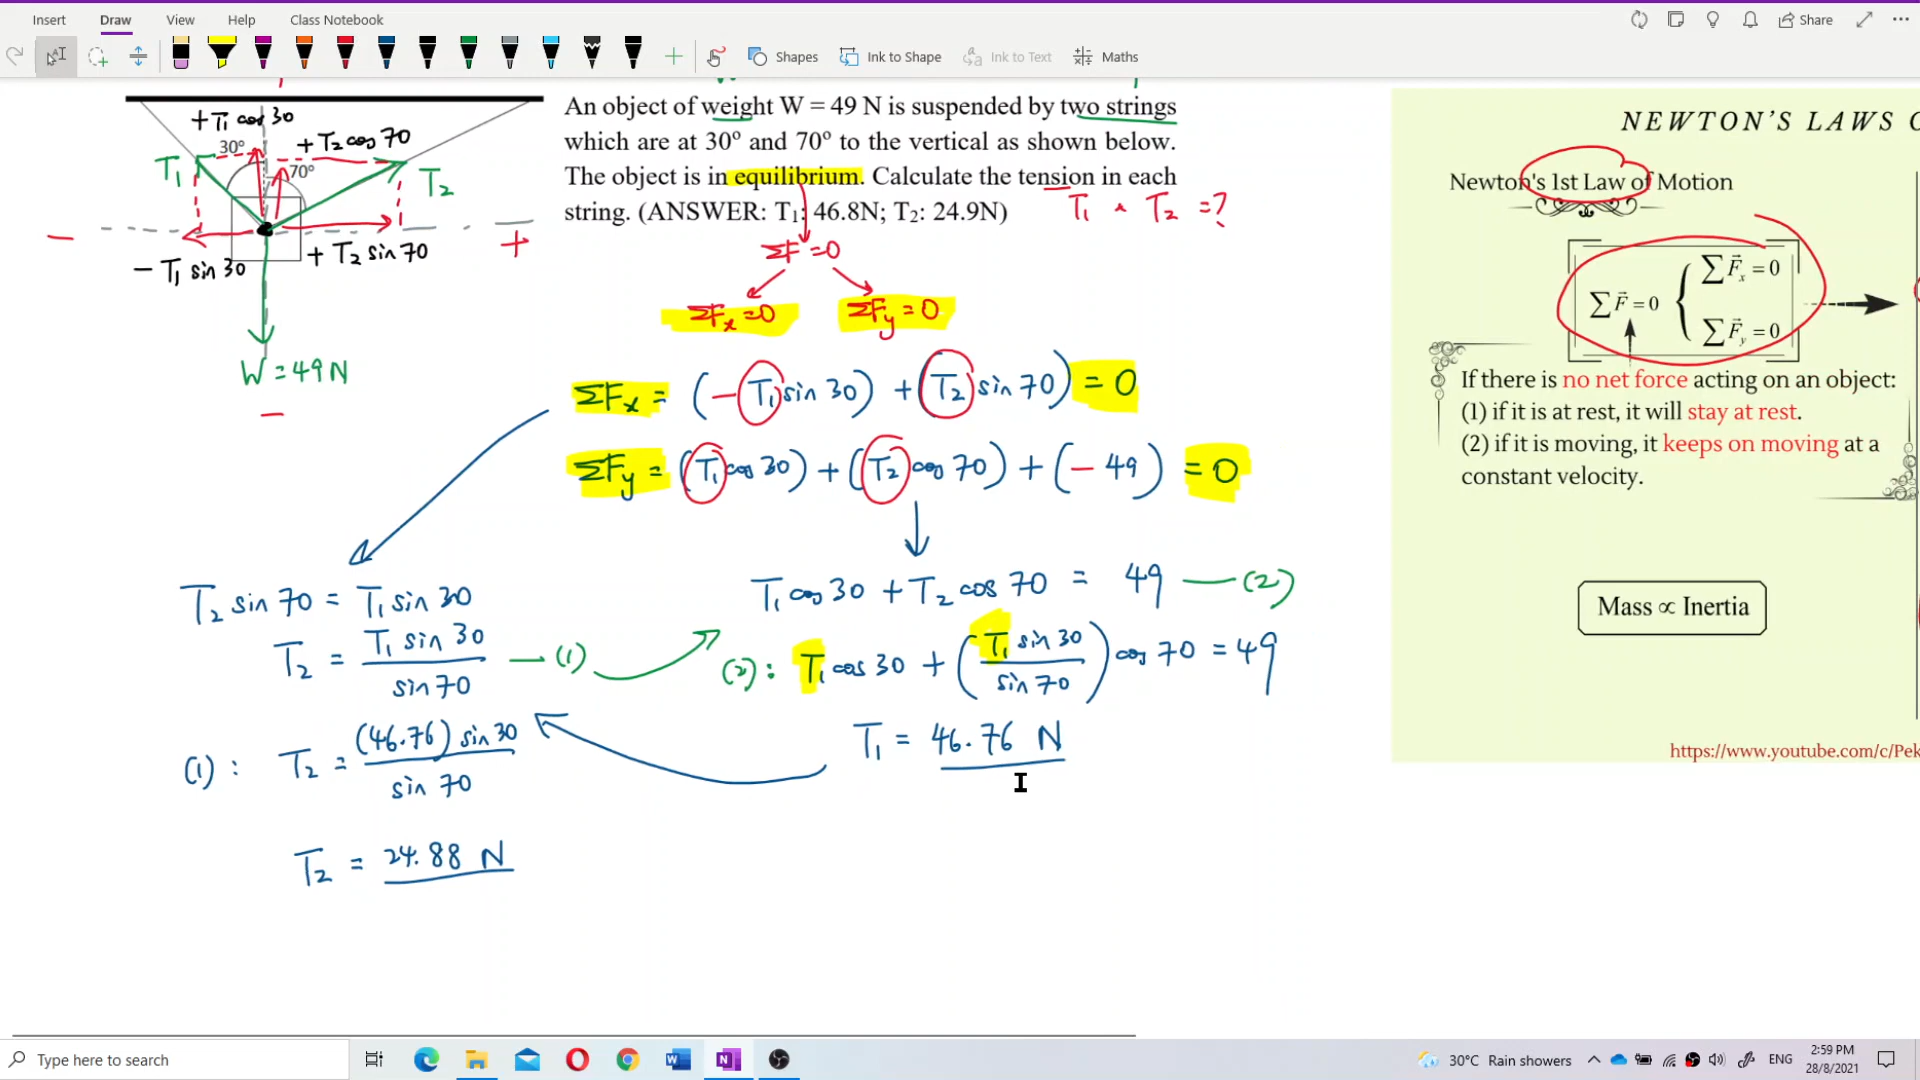 Insert Draw View Help Class Notebook
Share
Shapes Ink to Shape Ink to Text Maths
+T₁ cos 30
30°
+T₂ cos 70
70°
T₁
T₂
−
+
− T₁ sin 30
+ T₂ sin 70
W = 49 N
−
An object of weight W = 49 N is suspended by two strings
which are at 30° and 70° to the vertical as shown below.
The object is in equilibrium. Calculate the tension in each
string. (ANSWER: T₁: 46.8N; T₂: 24.9N)
T₁ & T₂ = ?
ΣF = 0
ΣFx = 0 ΣFy = 0
ΣFx = (− T₁ sin 30) + (T₂ sin 70) = 0
ΣFy = (T₁ cos 30) + (T₂ cos 70) + (− 49) = 0
T₂ sin 70 = T₁ sin 30
T₂ = T₁ sin 30 / sin 70 — (1)
(1) : T₂ = (46.76) sin 30 / sin 70
T₂ = 24.88 N
T₁ cos 30 + T₂ cos 70 = 49 — (2)
(2) : T₁ cos 30 + (T₁ sin 30 / sin 70) cos 70 = 49
T₁ = 46.76 N
NEWTON'S LAWS
Newton's 1st Law of Motion
∑F⃗ = 0 { ∑F⃗x = 0
∑F⃗y = 0
If there is no net force acting on an object:
(1) if it is at rest, it will stay at rest.
(2) if it is moving, it keeps on moving at a
constant velocity.
Mass ∝ Inertia
https://www.youtube.com/c/Pek
Type here to search
30°C Rain showers
ENG
2:59 PM
28/8/2021